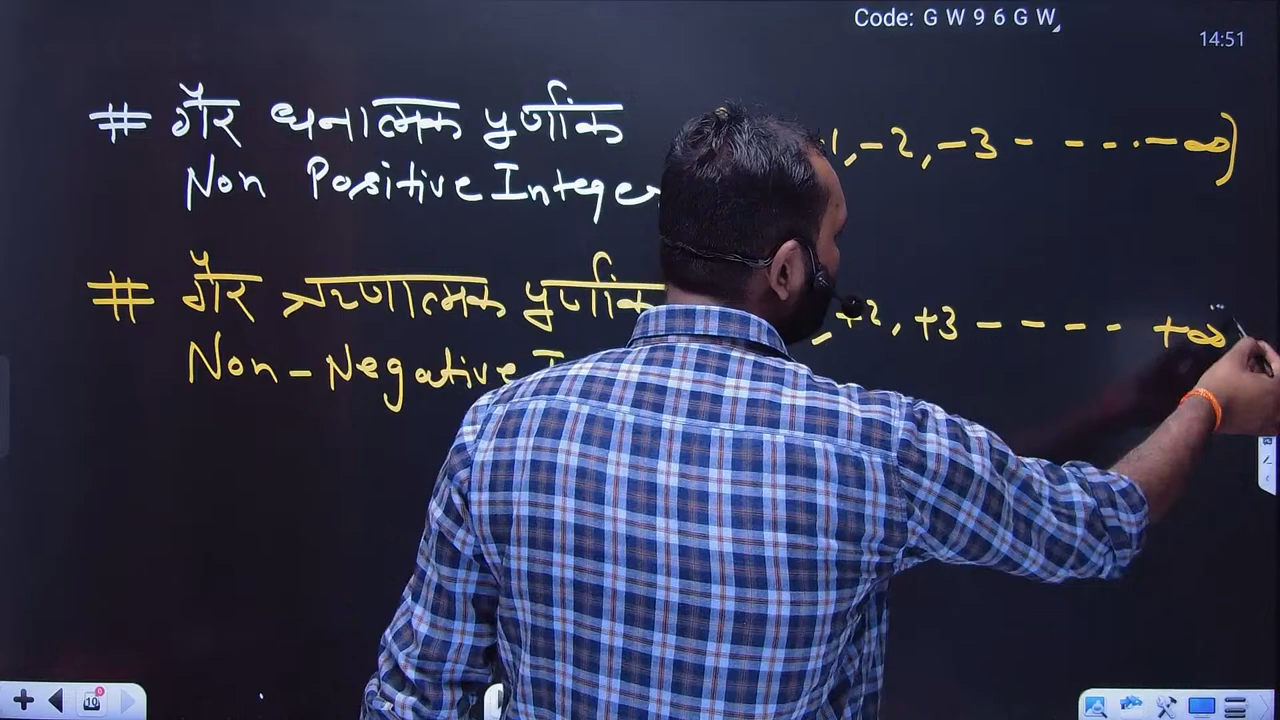 Code: G W 9 6 G W
14:51
# गैर धनात्मक पुर्णांक 1, -2, -3 - - - - . - ∞)
Non Positive Integer
# गैर ऋणात्मक पुर्णांक , +2, +3 - - - - +∞
Non - Negative
10